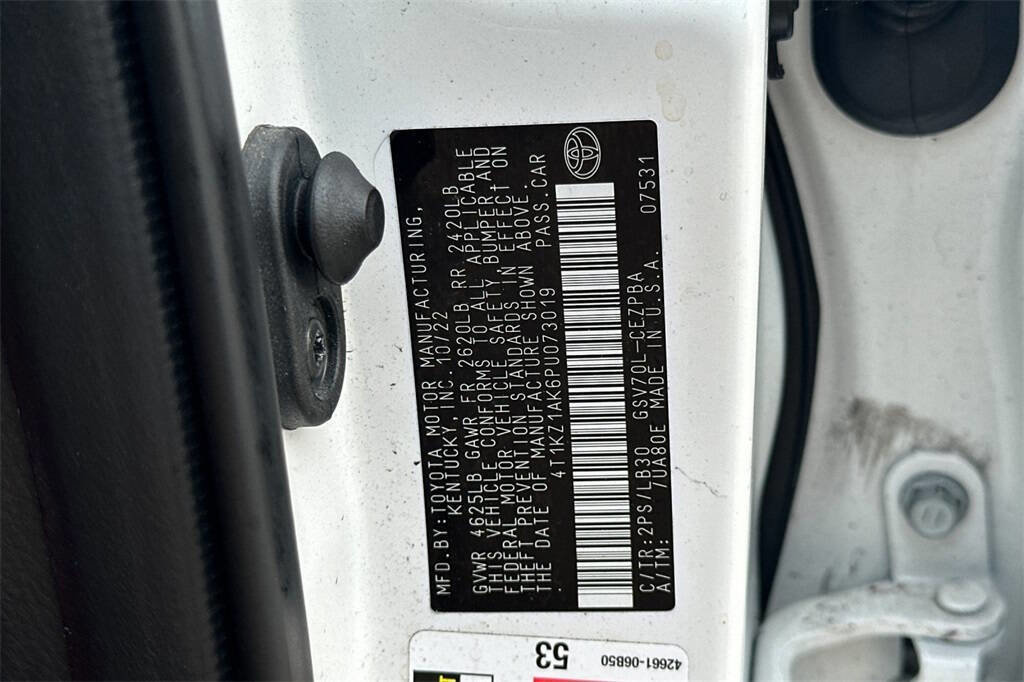 MFD.BY:TOYOTA MOTOR MANUFACTURING,
KENTUCKY, INC. 10/22
GVWR 4625LB GAWR FR 2620LB RR 2420LB
THIS VEHICLE CONFORMS TO ALL APPLICABLE
FEDERAL MOTOR VEHICLE SAFETY, BUMPER AND
THEFT PREVENTION STANDARDS IN EFFECT ON
THE DATE OF MANUFACTURE SHOWN ABOVE.
4T1KZ1AK6PU073019 PASS.CAR
C/TR:2PS/LB30 GSV70L-CEZPBA
A/TM: 7UA80E MADE IN U.S.A. 07531
53
42661-06B50